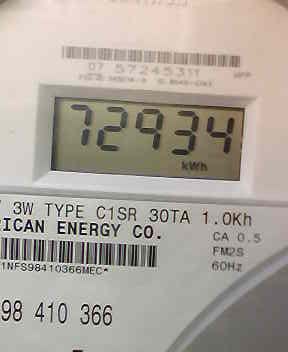 07 57245311
72934
kWh
3W TYPE C1SR 30TA 1.0Kh
RICAN ENERGY CO.
CA 0.5
FM2S
60Hz
1NFS98410366MEC*
98 410 366